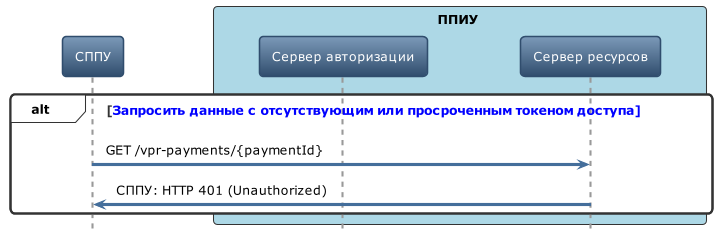 ППИУ
СППУ
Сервер авторизации
Сервер ресурсов
alt
[Запросить данные с отсутствующим или просроченным токеном доступа]
GET /vpr-payments/{paymentId}
СППУ: HTTP 401 (Unauthorized)